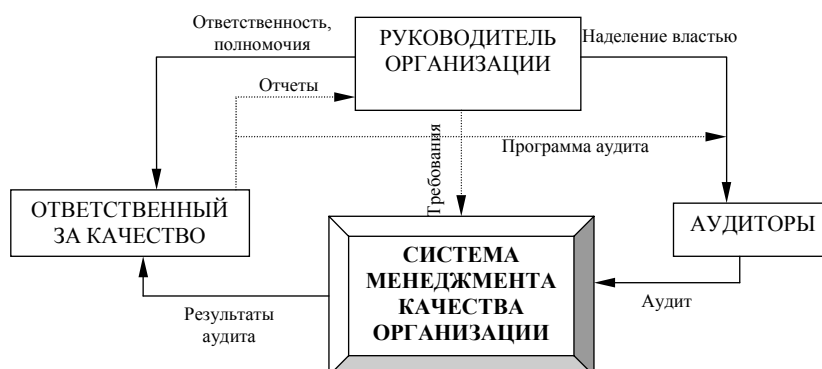 Ответственность,
полномочия
РУКОВОДИТЕЛЬ
ОРГАНИЗАЦИИ
Наделение властью
Отчеты
Требования
Программа аудита
ОТВЕТСТВЕННЫЙ
ЗА КАЧЕСТВО
АУДИТОРЫ
СИСТЕМА
МЕНЕДЖМЕНТА
КАЧЕСТВА
ОРГАНИЗАЦИИ
Результаты
аудита
Аудит